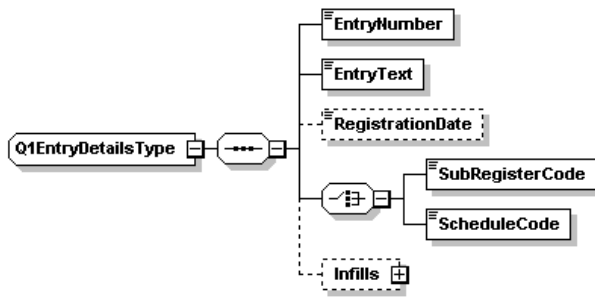 EntryNumber
EntryText
RegistrationDate
Q1EntryDetailsType
SubRegisterCode
ScheduleCode
Infills